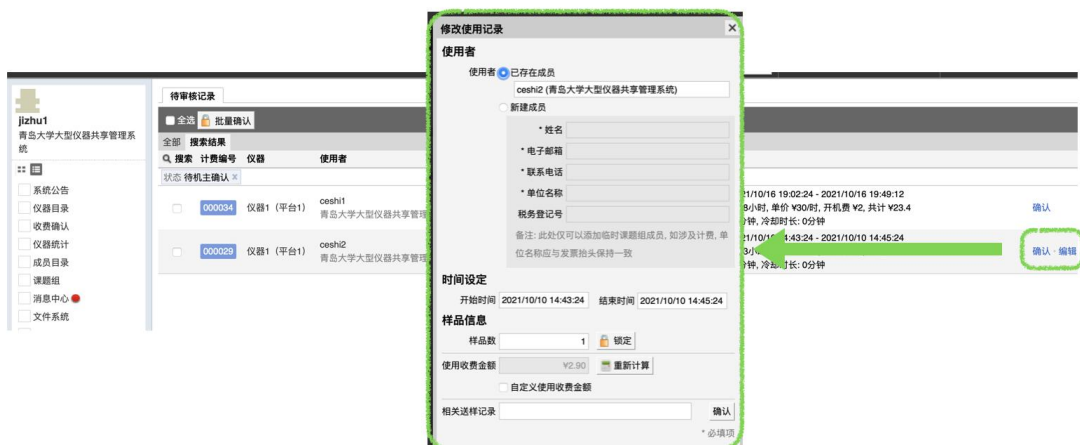 修改使用记录 ×
使用者
使用者 已存在成员
ceshi2 (青岛大学大型仪器共享管理系统)
新建成员
* 姓名
* 电子邮箱
* 联系电话
* 单位名称
税务登记号
备注: 此处仅可以添加临时课题组成员, 如涉及计费, 单
位名称应与发票抬头保持一致
时间设定
开始时间 2021/10/10 14:43:24 结束时间 2021/10/10 14:45:24
样品信息
样品数 1 锁定
使用收费金额 ¥2.90 重新计算
自定义使用收费金额
相关送样记录 确认
* 必填项
jizhu1
青岛大学大型仪器共享管理系
统
系统公告
仪器目录
收费确认
仪器统计
成员目录
课题组
消息中心
文件系统
待审核记录
全选 批量确认
全部 搜索结果
搜索 计费编号 仪器 使用者
状态 待机主确认 ×
000034 仪器1（平台1） ceshi1
青岛大学大型仪器共享管理
21/10/16 19:02:24 - 2021/10/16 19:49:12
8小时, 单价 ¥30/时, 开机费 ¥2, 共计 ¥23.4
分钟, 冷却时长: 0分钟
确认
000029 仪器1（平台1） ceshi2
青岛大学大型仪器共享管理
14:43:24 - 2021/10/10 14:45:24
分钟, 冷却时长: 0分钟
确认 · 编辑